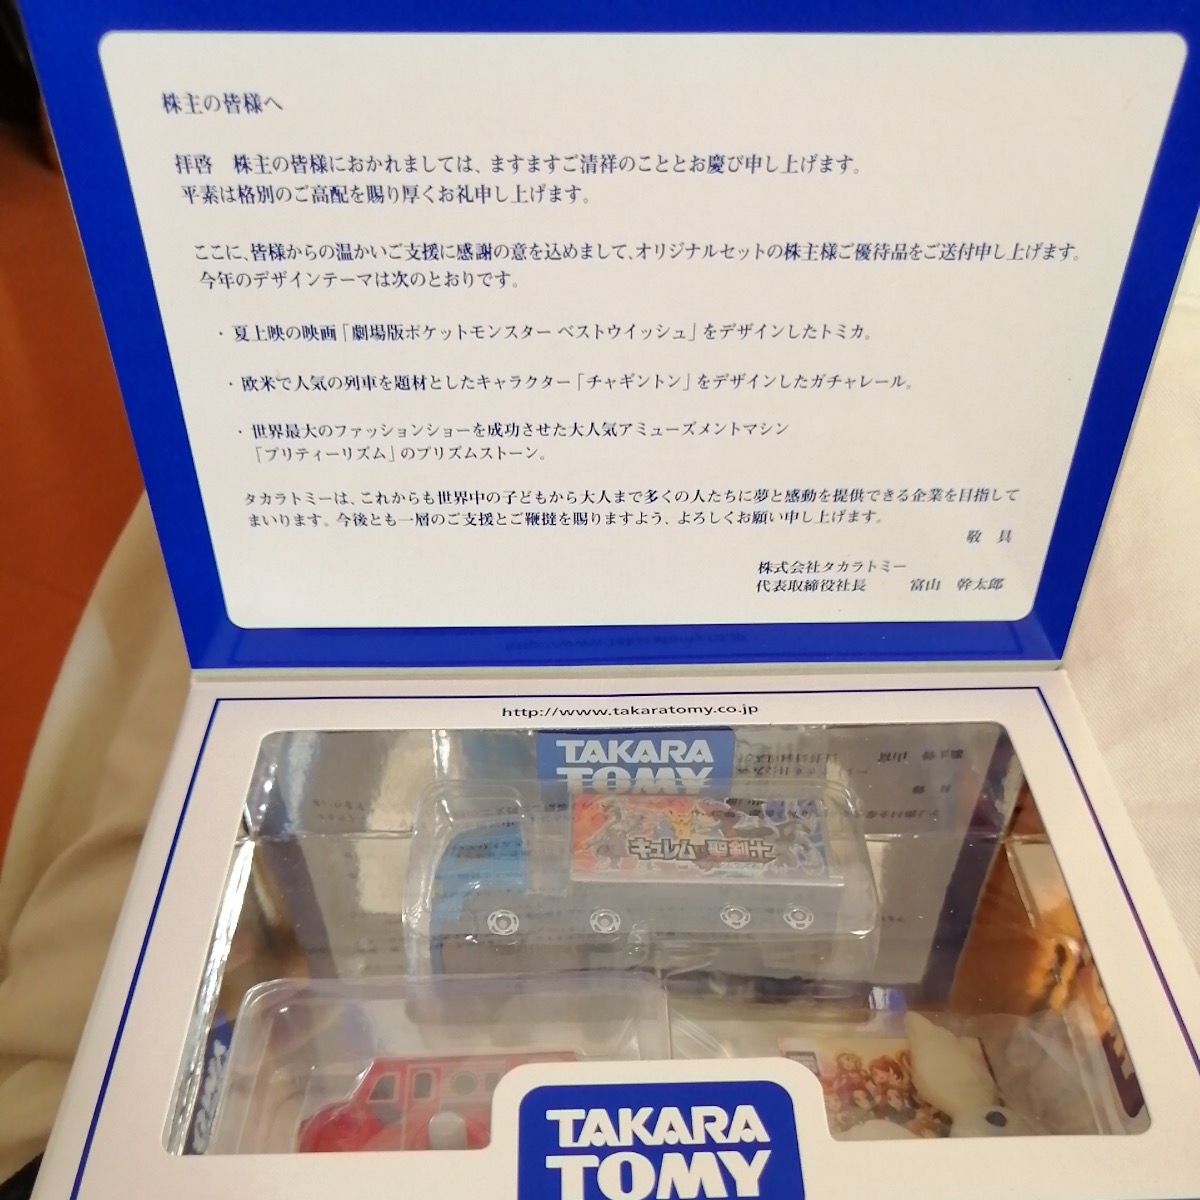 株主の皆様へ
拝啓　株主の皆様におかれましては、ますますご清祥のこととお慶び申し上げます。
平素は格別のご高配を賜り厚くお礼申し上げます。
ここに、皆様からの温かいご支援に感謝の意を込めまして、オリジナルセットの株主様ご優待品をご送付申し上げます。
今年のデザインテーマは次のとおりです。
・夏上映の映画「劇場版ポケットモンスター ベストウイッシュ」をデザインしたトミカ。
・欧米で人気の列車を題材としたキャラクター「チャギントン」をデザインしたガチャレール。
・世界最大のファッションショーを成功させた大人気アミューズメントマシン
「プリティーリズム」のプリズムストーン。
タカラトミーは、これからも世界中の子どもから大人まで多くの人たちに夢と感動を提供できる企業を目指して
まいります。今後とも一層のご支援とご鞭撻を賜りますよう、よろしくお願い申し上げます。
敬　具
株式会社タカラトミー
代表取締役社長　　富山　幹太郎
http://www.takaratomy.co.jp
TAKARA
TOMY
キュレム
TAKARA
TOMY